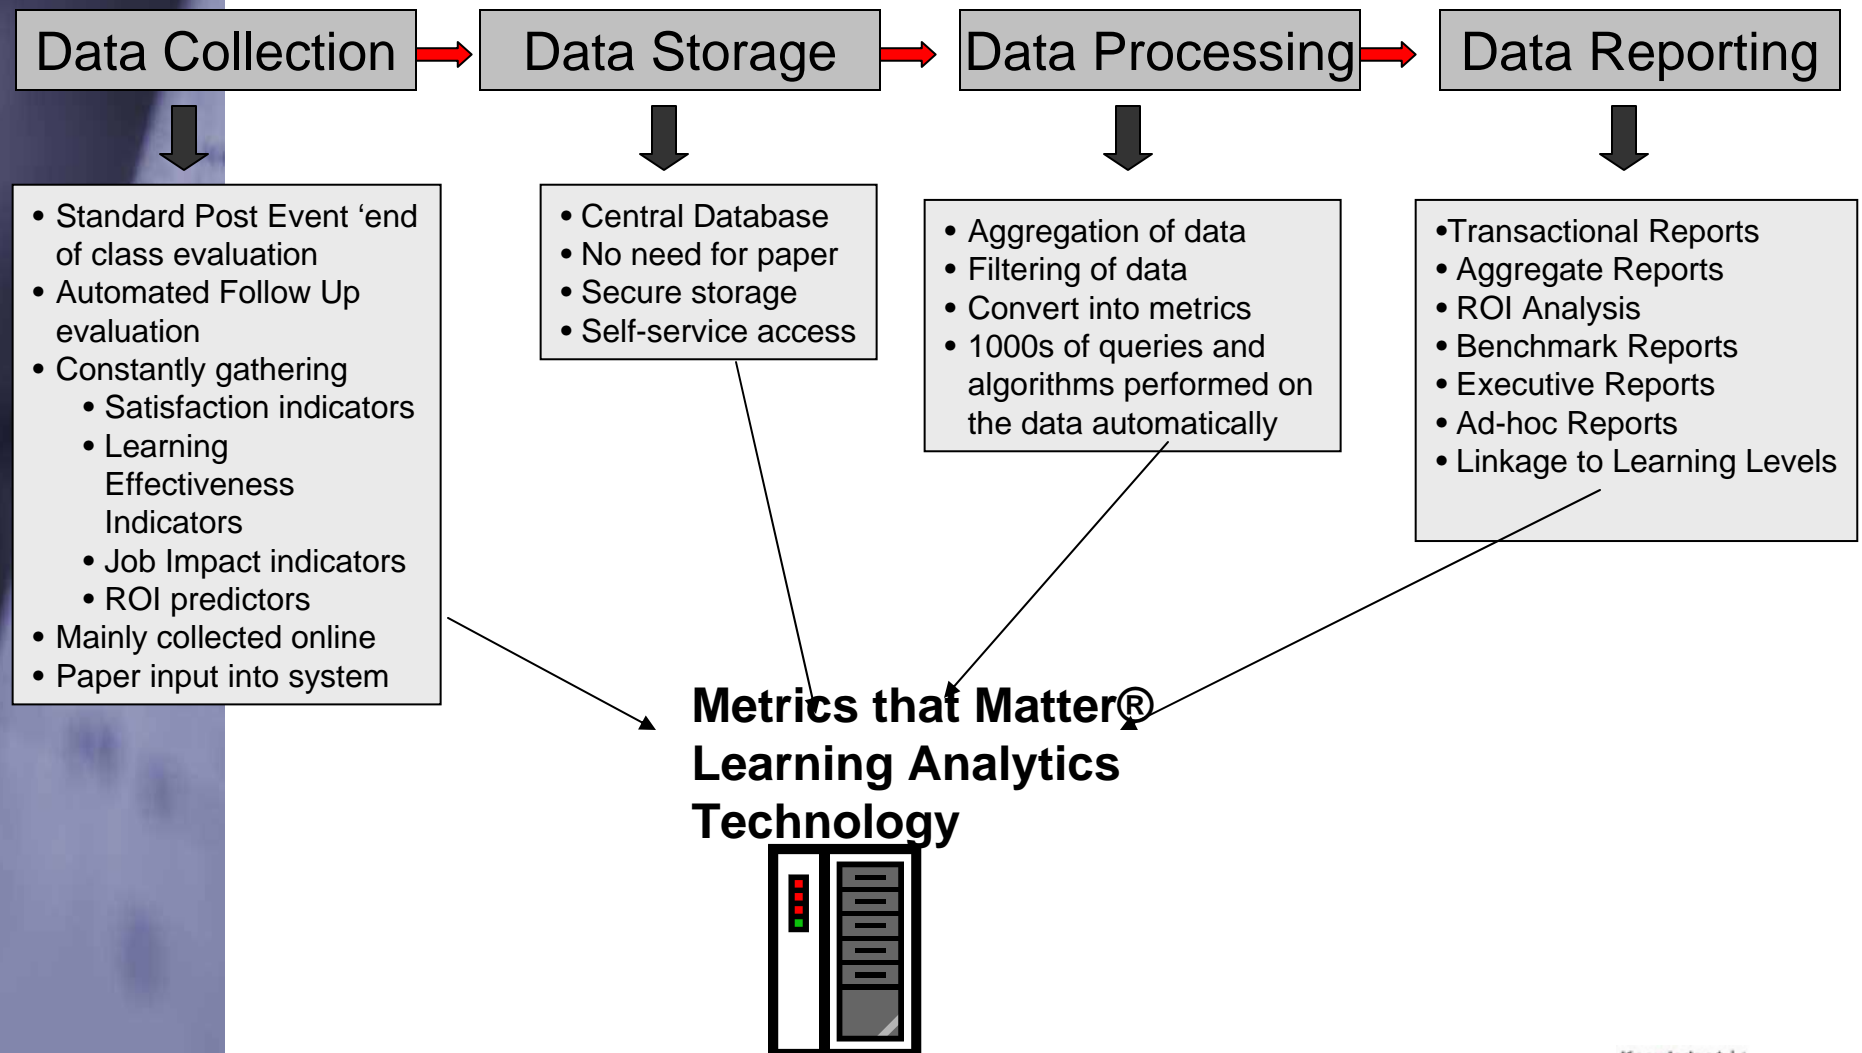 Data Collection
Data Storage
Data Processing
Data Reporting
• Standard Post Event ‘end
of class evaluation
• Automated Follow Up
evaluation
• Constantly gathering
• Satisfaction indicators
• Learning
Effectiveness
Indicators
• Job Impact indicators
• ROI predictors
• Mainly collected online
• Paper input into system
• Central Database
• No need for paper
• Secure storage
• Self-service access
• Aggregation of data
• Filtering of data
• Convert into metrics
• 1000s of queries and
algorithms performed on
the data automatically
•Transactional Reports
• Aggregate Reports
• ROI Analysis
• Benchmark Reports
• Executive Reports
• Ad-hoc Reports
• Linkage to Learning Levels
Metrics that Matter®
Learning Analytics
Technology